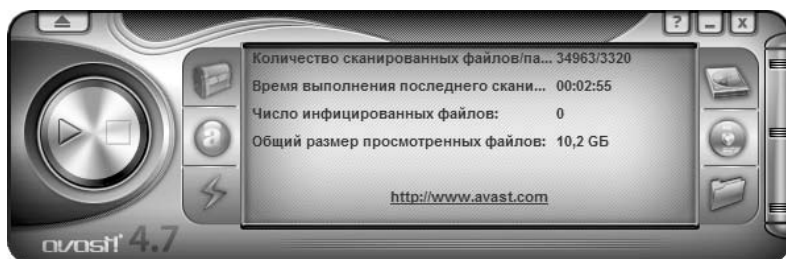 ? _ X
Количество сканированных файлов/па... 34963/3320
Время выполнения последнего скани... 00:02:55
Число инфицированных файлов: 0
Общий размер просмотренных файлов: 10,2 ГБ
http://www.avast.com
avast! 4.7
a